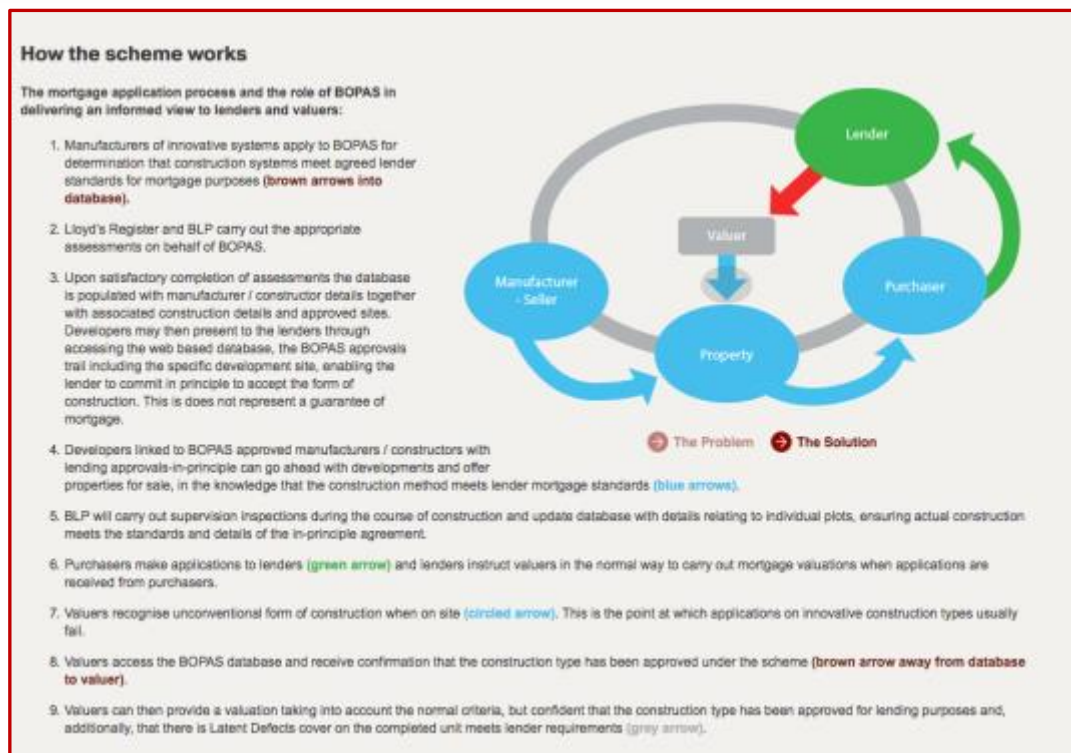 How the scheme works
The mortgage application process and the role of BOPAS in
delivering an informed view to lenders and valuers:
1. Manufacturers of innovative systems apply to BOPAS for
determination that construction systems meet agreed lender
standards for mortgage purposes (brown arrows into
database).
2. Lloyd's Register and BLP carry out the appropriate
assessments on behalf of BOPAS.
3. Upon satisfactory completion of assessments the database
is populated with manufacturer / constructor details together
with associated construction details and approved sites.
Developers may then present to the lenders through
accessing the web based database, the BOPAS approvals
trail including the specific development site, enabling the
lender to commit in principle to accept the form of
construction. This is does not represent a guarantee of
mortgage.
4. Developers linked to BOPAS approved manufacturers / constructors with
lending approvals-in-principle can go ahead with developments and offer
properties for sale, in the knowledge that the construction method meets lender mortgage standards (blue arrows).
5. BLP will carry out supervision inspections during the course of construction and update database with details relating to individual plots, ensuring actual construction
meets the standards and details of the in-principle agreement.
6. Purchasers make applications to lenders (green arrow) and lenders instruct valuers in the normal way to carry out mortgage valuations when applications are
received from purchasers.
7. Valuers recognise unconventional form of construction when on site (circled arrow). This is the point at which applications on innovative construction types usually
fail.
8. Valuers access the BOPAS database and receive confirmation that the construction type has been approved under the scheme (brown arrow away from database
to valuer).
9. Valuers can then provide a valuation taking into account the normal criteria, but confident that the construction type has been approved for lending purposes and,
additionally, that there is Latent Defects cover on the completed unit meets lender requirements (grey arrow).
Lender
Valuer
Manufacturer
- Seller
Purchaser
Property
The Problem
The Solution